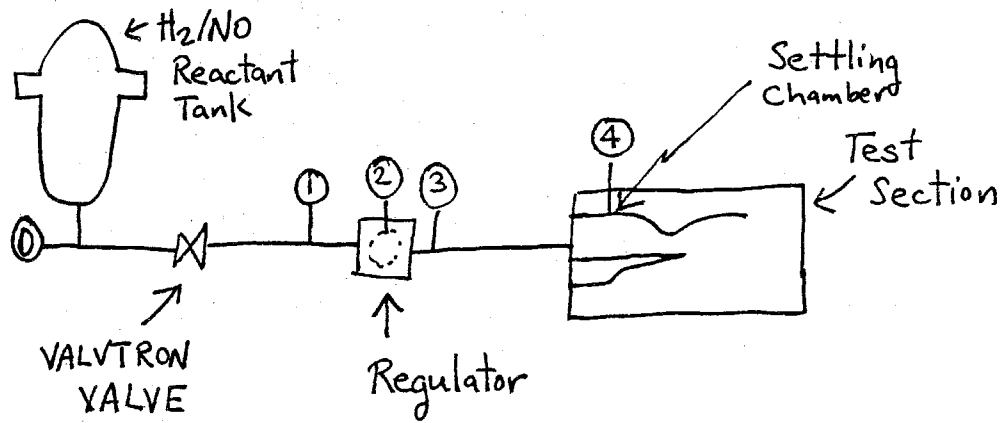 H₂/NO
Reactant
Tank
Settling
Chamber
Test
Section
0
1
2
3
4
VALVTRON
VALVE
Regulator